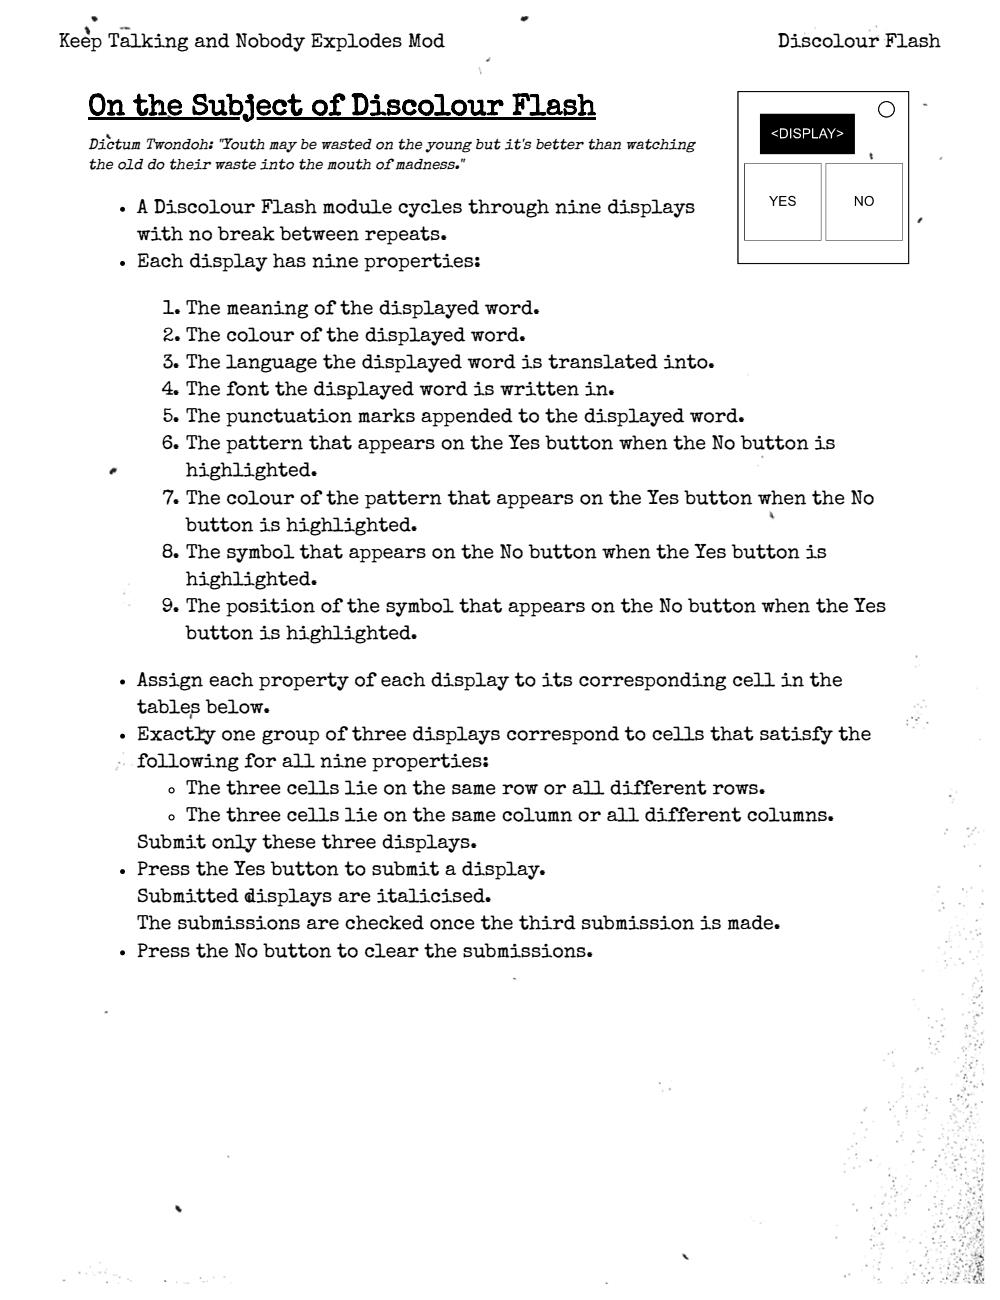 Keep Talking and Nobody Explodes Mod
Discolour Flash
On the Subject of Discolour Flash
Dictum Twondoh: "Youth may be wasted on the young but it's better than watching
the old do their waste into the mouth of madness."
<DISPLAY>
YES
NO
• A Discolour Flash module cycles through nine displays
with no break between repeats.
• Each display has nine properties:
1. The meaning of the displayed word.
2. The colour of the displayed word.
3. The language the displayed word is translated into.
4. The font the displayed word is written in.
5. The punctuation marks appended to the displayed word.
6. The pattern that appears on the Yes button when the No button is
highlighted.
7. The colour of the pattern that appears on the Yes button when the No
button is highlighted.
8. The symbol that appears on the No button when the Yes button is
highlighted.
9. The position of the symbol that appears on the No button when the Yes
button is highlighted.
• Assign each property of each display to its corresponding cell in the
tables below.
• Exactly one group of three displays correspond to cells that satisfy the
following for all nine properties:
◦ The three cells lie on the same row or all different rows.
◦ The three cells lie on the same column or all different columns.
Submit only these three displays.
• Press the Yes button to submit a display.
Submitted displays are italicised.
The submissions are checked once the third submission is made.
• Press the No button to clear the submissions.